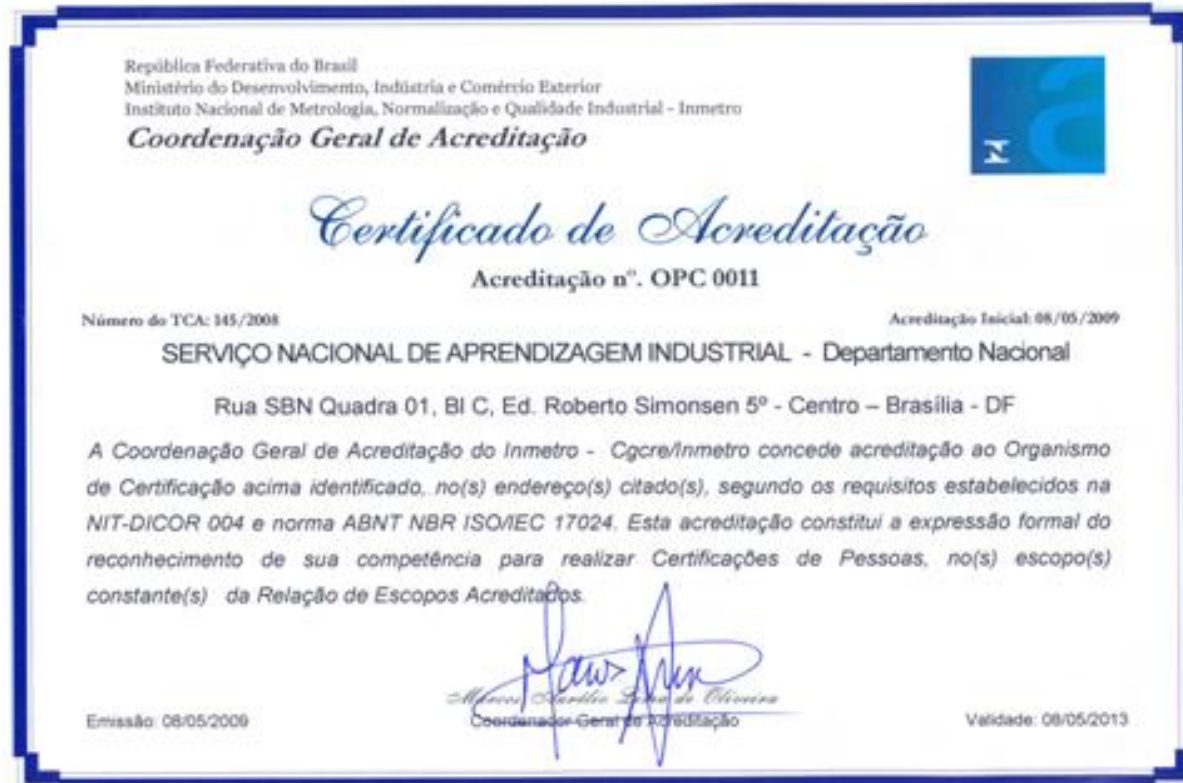 República Federativa do Brasil
Ministério do Desenvolvimento, Indústria e Comércio Exterior
Instituto Nacional de Metrologia, Normalização e Qualidade Industrial - Inmetro
Coordenação Geral de Acreditação
Certificado de Acreditação
Acreditação nº. OPC 0011
Número do TCA: 145/2008 Acreditação Inicial: 08/05/2009
SERVIÇO NACIONAL DE APRENDIZAGEM INDUSTRIAL - Departamento Nacional
Rua SBN Quadra 01, Bl C, Ed. Roberto Simonsen 5º - Centro – Brasília - DF
A Coordenação Geral de Acreditação do Inmetro - Cgcre/Inmetro concede acreditação ao Organismo
de Certificação acima identificado, no(s) endereço(s) citado(s), segundo os requisitos estabelecidos na
NIT-DICOR 004 e norma ABNT NBR ISO/IEC 17024. Esta acreditação constitui a expressão formal do
reconhecimento de sua competência para realizar Certificações de Pessoas, no(s) escopo(s)
constante(s) da Relação de Escopos Acreditados.
Marcos Aurélio Lima de Oliveira
Coordenador Geral de Acreditação
Emissão: 08/05/2009 Validade: 08/05/2013